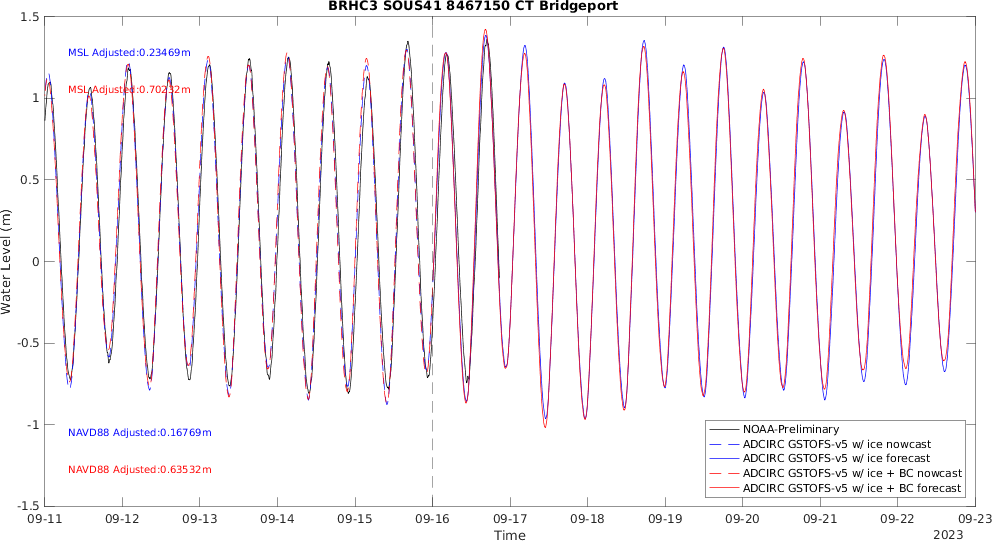 BRHC3 SOUS41 8467150 CT Bridgeport
1.5
1
0.5
0
-0.5
-1
-1.5
Water Level (m)
MSL Adjusted:0.23469m
MSL Adjusted:0.70232m
NAVD88 Adjusted:0.16769m
NAVD88 Adjusted:0.63532m
NOAA-Preliminary
ADCIRC GSTOFS-v5 w/ ice nowcast
ADCIRC GSTOFS-v5 w/ ice forecast
ADCIRC GSTOFS-v5 w/ ice + BC nowcast
ADCIRC GSTOFS-v5 w/ ice + BC forecast
09-11 09-12 09-13 09-14 09-15 09-16 09-17 09-18 09-19 09-20 09-21 09-22 09-23
Time
2023